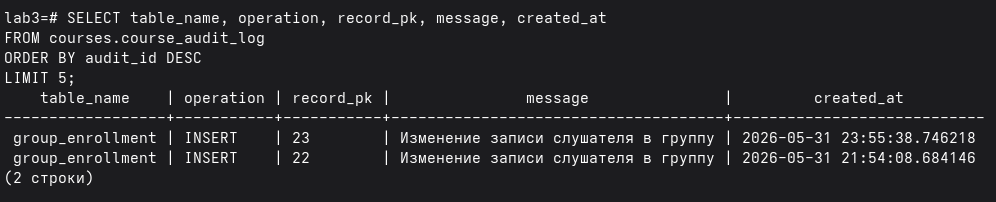 lab3=# SELECT table_name, operation, record_pk, message, created_at
FROM courses.course_audit_log
ORDER BY audit_id DESC
LIMIT 5;
    table_name    | operation | record_pk |               message               |         created_at
------------------+-----------+-----------+-------------------------------------+----------------------------
 group_enrollment | INSERT    | 23        | Изменение записи слушателя в группу | 2026-05-31 23:55:38.746218
 group_enrollment | INSERT    | 22        | Изменение записи слушателя в группу | 2026-05-31 21:54:08.684146
(2 строки)